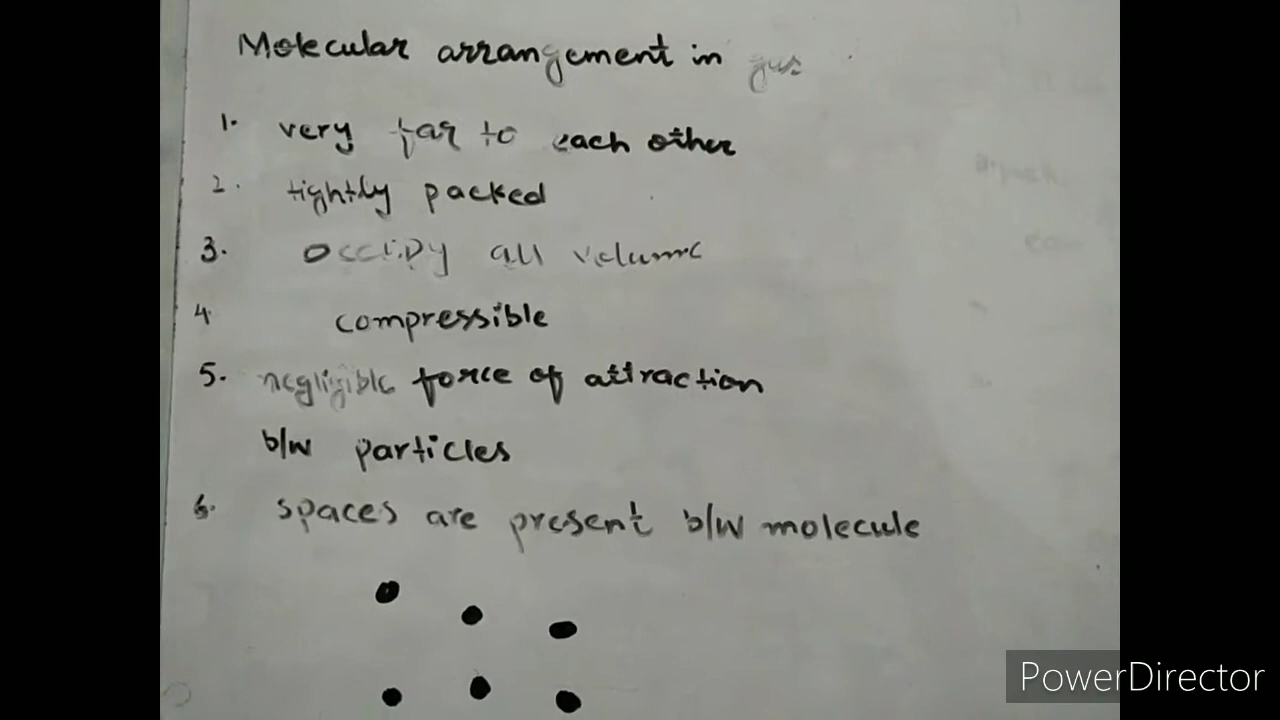 Molecular arrangement in gas
1. very far to each other
2. tightly packed
3. occupy all volume
4 compressible
5. negligible force of attraction
b/w particles
6. spaces are present b/w molecule
PowerDirector